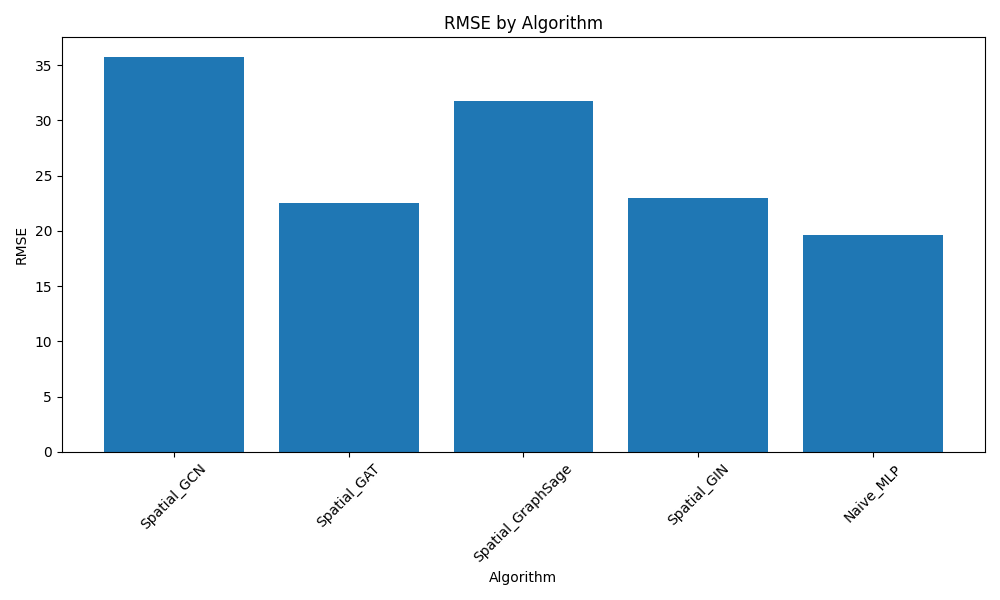 RMSE by Algorithm
RMSE
35
30
25
20
15
10
5
0
Spatial_GCN
Spatial_GAT
Spatial_GraphSage
Spatial_GIN
Naive_MLP
Algorithm